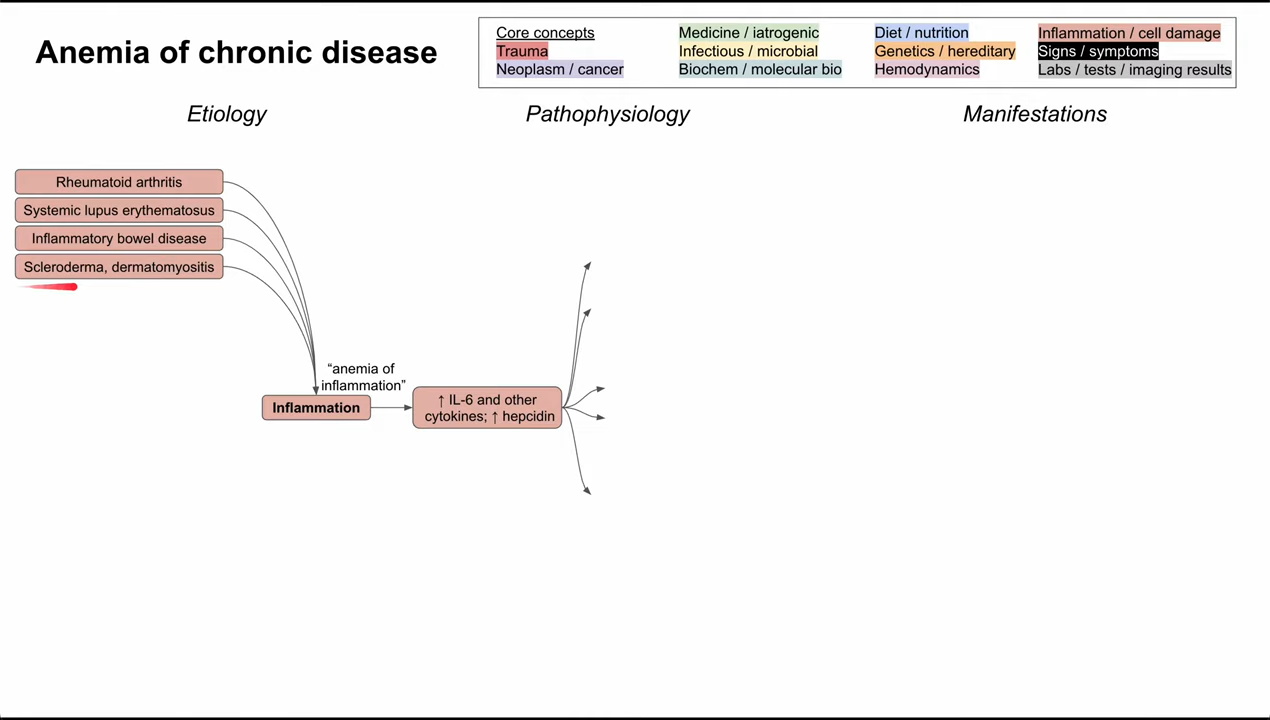 Anemia of chronic disease
Core concepts
Trauma
Neoplasm / cancer
Medicine / iatrogenic
Infectious / microbial
Biochem / molecular bio
Diet / nutrition
Genetics / hereditary
Hemodynamics
Inflammation / cell damage
Signs / symptoms
Labs / tests / imaging results
Etiology
Pathophysiology
Manifestations
Rheumatoid arthritis
Systemic lupus erythematosus
Inflammatory bowel disease
Scleroderma, dermatomyositis
“anemia of
inflammation”
Inflammation
↑ IL-6 and other
cytokines; ↑ hepcidin